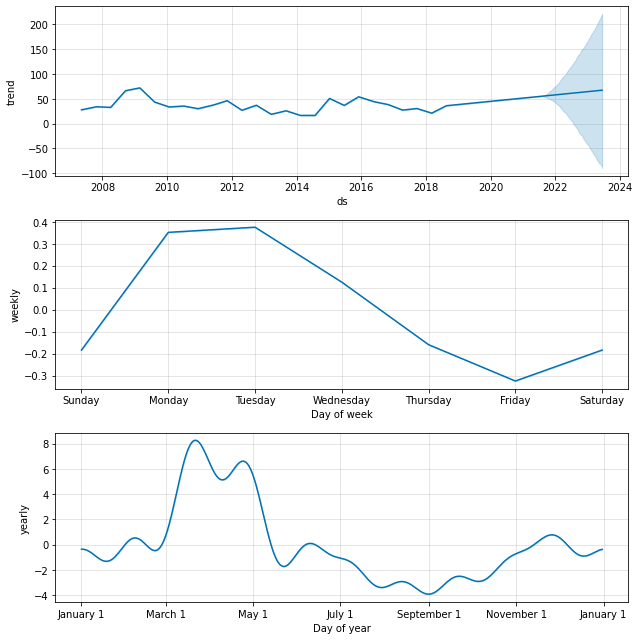 200
150
100
50
0
−50
−100
trend
2008 2010 2012 2014 2016 2018 2020 2022 2024
ds
0.4
0.3
0.2
0.1
0.0
−0.1
−0.2
−0.3
weekly
Sunday Monday Tuesday Wednesday Thursday Friday Saturday
Day of week
8
6
4
2
0
−2
−4
yearly
January 1 March 1 May 1 July 1 September 1 November 1 January 1
Day of year